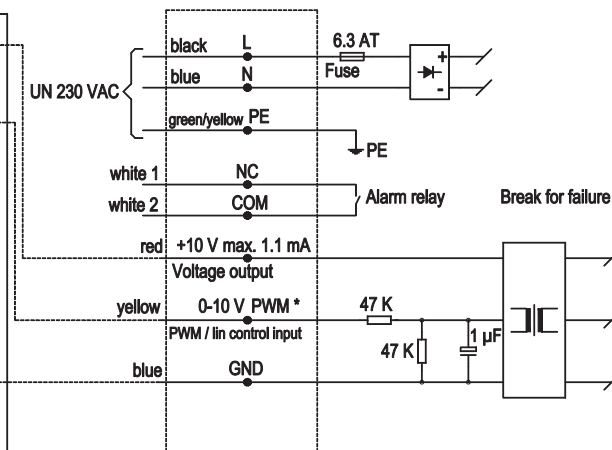 black L 6.3 AT
Fuse
+
blue N
-
UN 230 VAC
green/yellow PE
PE
white 1 NC
white 2 COM
Alarm relay
Break for failure
red +10 V max. 1.1 mA
Voltage output
yellow 0-10 V PWM *
47 K
PWM / lin control input
47 K
1 µF
blue GND